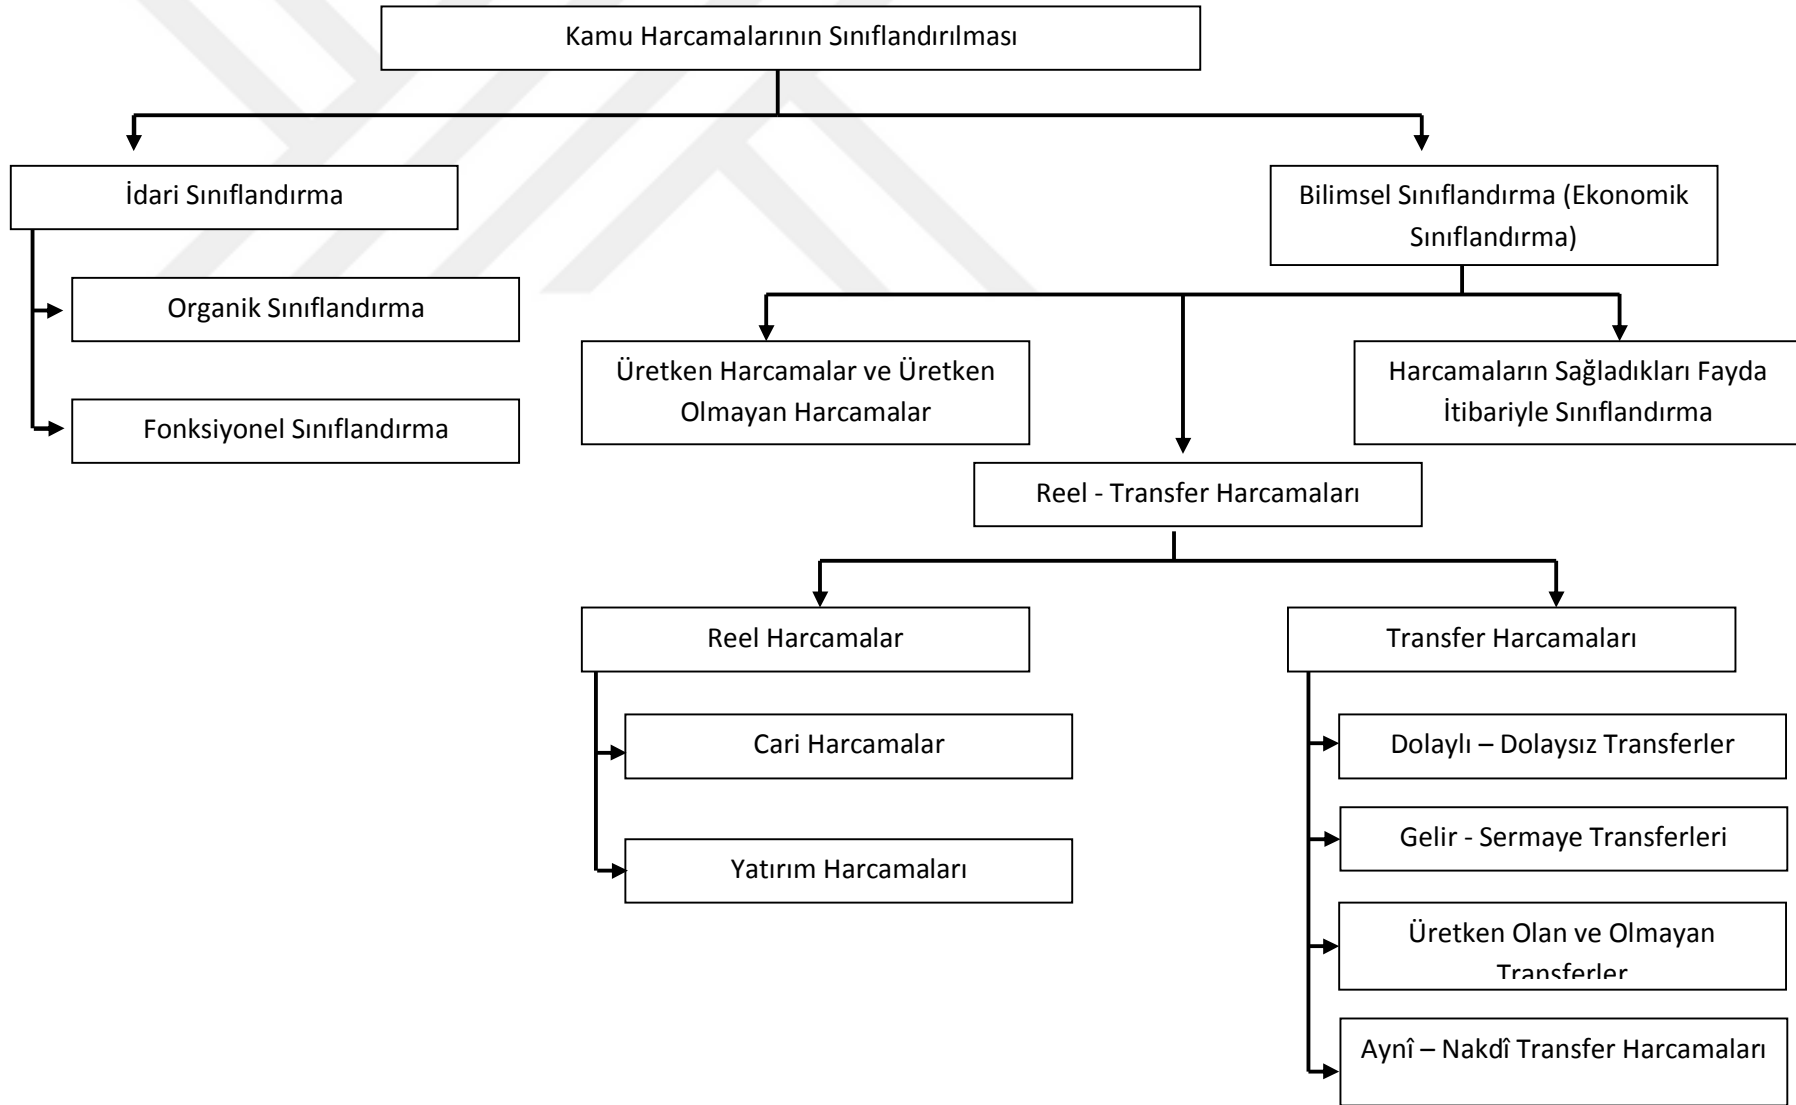 Kamu Harcamalarının Sınıflandırılması
İdari Sınıflandırma
Bilimsel Sınıflandırma (Ekonomik
Sınıflandırma)
Organik Sınıflandırma
Fonksiyonel Sınıflandırma
Üretken Harcamalar ve Üretken
Olmayan Harcamalar
Harcamaların Sağladıkları Fayda
İtibariyle Sınıflandırma
Reel - Transfer Harcamaları
Reel Harcamalar
Transfer Harcamaları
Cari Harcamalar
Yatırım Harcamaları
Dolaylı – Dolaysız Transferler
Gelir - Sermaye Transferleri
Üretken Olan ve Olmayan
Transferler
Aynî – Nakdî Transfer Harcamaları